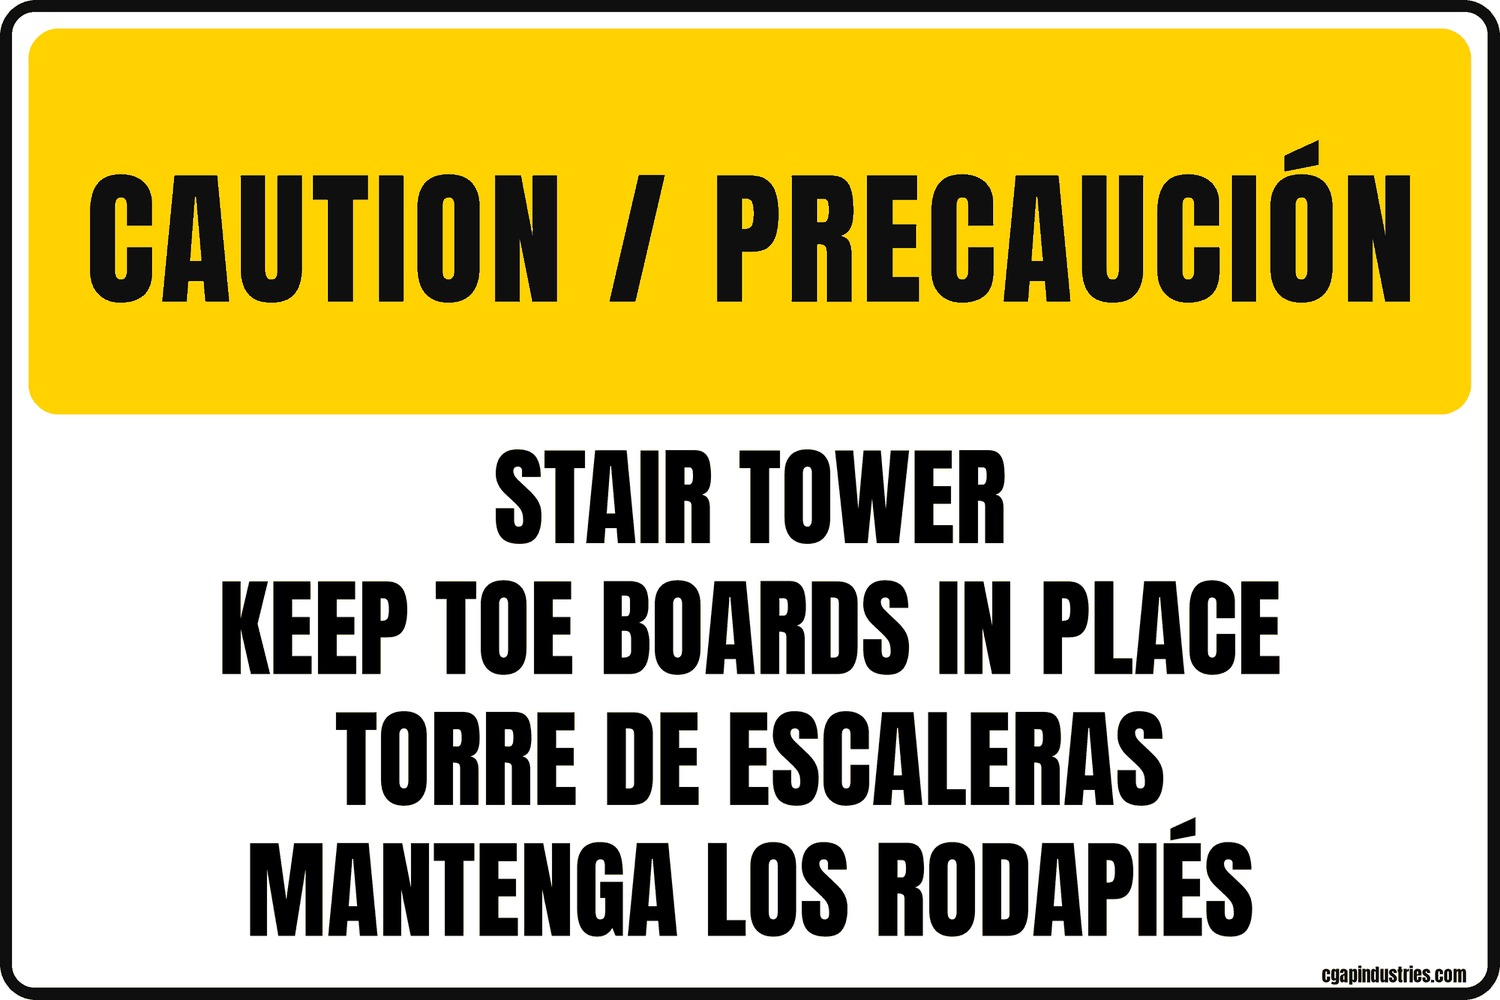 CAUTION / PRECAUCIÓN
STAIR TOWER
KEEP TOE BOARDS IN PLACE
TORRE DE ESCALERAS
MANTENGA LOS RODAPIÉS
cgapindustries.com